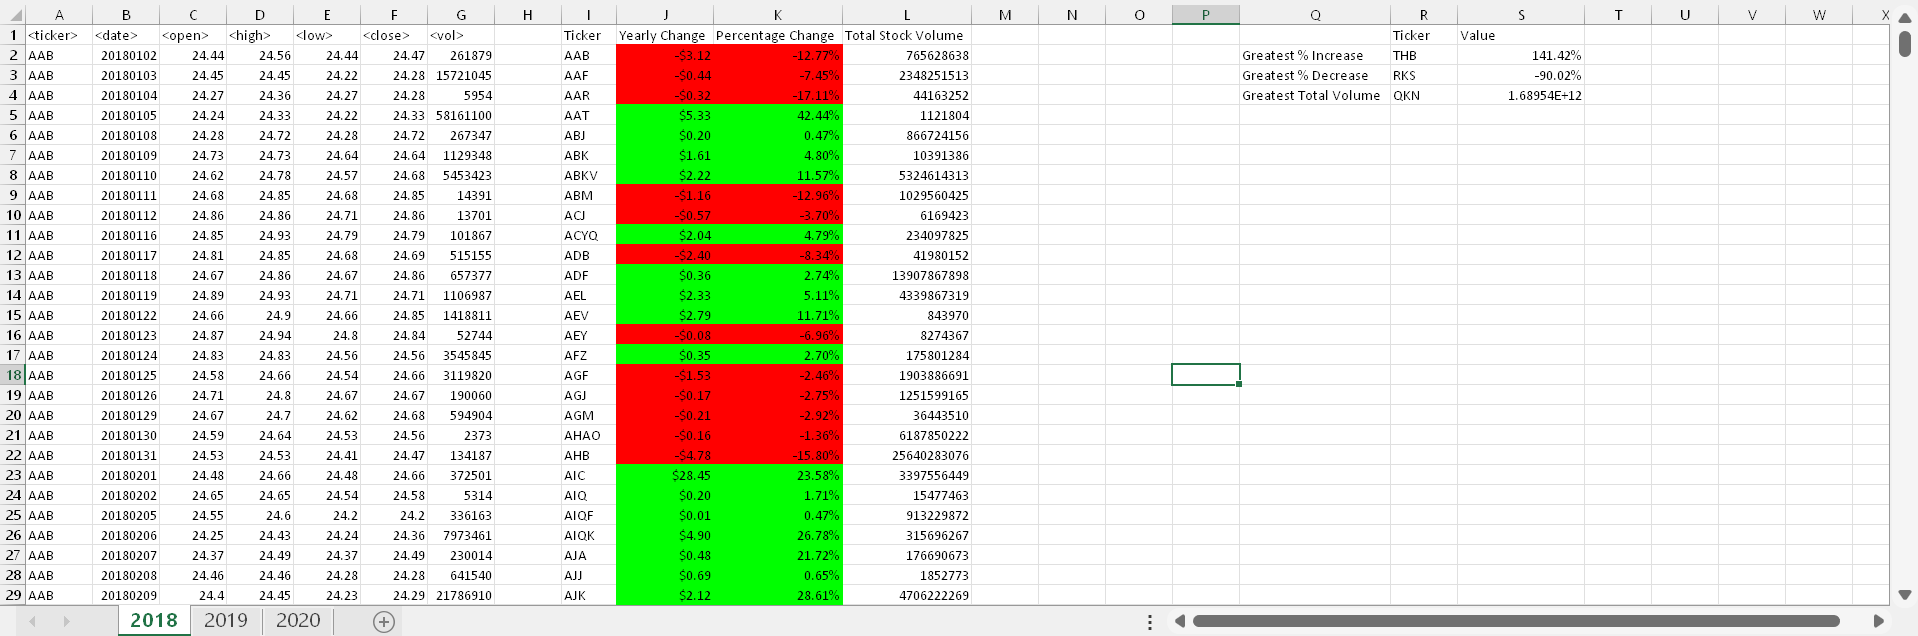 A B C D E F G H I J K L M N O P Q R S T U V W X
1 <ticker> <date> <open> <high> <low> <close> <vol> Ticker Yearly Change Percentage Change Total Stock Volume Ticker Value
2 AAB 20180102 24.44 24.56 24.44 24.47 261879 AAB -$3.12 -12.77% 765628638 Greatest % Increase THB 141.42%
3 AAB 20180103 24.45 24.45 24.22 24.28 15721045 AAF -$0.44 -7.45% 2348251513 Greatest % Decrease RKS -90.02%
4 AAB 20180104 24.27 24.36 24.27 24.28 5954 AAR -$0.32 -17.11% 44163252 Greatest Total Volume QKN 1.68954E+12
5 AAB 20180105 24.24 24.33 24.22 24.33 58161100 AAT $5.33 42.44% 1121804
6 AAB 20180108 24.28 24.72 24.28 24.72 267347 ABJ $0.20 0.47% 866724156
7 AAB 20180109 24.73 24.73 24.64 24.64 1129348 ABK $1.61 4.80% 10391386
8 AAB 20180110 24.62 24.78 24.57 24.68 5453423 ABKV $2.22 11.57% 5324614313
9 AAB 20180111 24.68 24.85 24.68 24.85 14391 ABM -$1.16 -12.96% 1029560425
10 AAB 20180112 24.86 24.86 24.71 24.86 13701 ACJ -$0.57 -3.70% 6169423
11 AAB 20180116 24.85 24.93 24.79 24.79 101867 ACYQ $2.04 4.79% 234097825
12 AAB 20180117 24.81 24.85 24.68 24.69 515155 ADB -$2.40 -8.34% 41980152
13 AAB 20180118 24.67 24.86 24.67 24.86 657377 ADF $0.36 2.74% 13907867898
14 AAB 20180119 24.89 24.93 24.71 24.71 1106987 AEL $2.33 5.11% 4339867319
15 AAB 20180122 24.66 24.9 24.66 24.85 1418811 AEV $2.79 11.71% 843970
16 AAB 20180123 24.87 24.94 24.8 24.84 52744 AEY -$0.08 -6.96% 8274367
17 AAB 20180124 24.83 24.83 24.56 24.56 3545845 AFZ $0.35 2.70% 175801284
18 AAB 20180125 24.58 24.66 24.54 24.66 3119820 AGF -$1.53 -2.46% 1903886691
19 AAB 20180126 24.71 24.8 24.67 24.67 190060 AGJ -$0.17 -2.75% 1251599165
20 AAB 20180129 24.67 24.7 24.62 24.68 594904 AGM -$0.21 -2.92% 36443510
21 AAB 20180130 24.59 24.64 24.53 24.56 2373 AHAO -$0.16 -1.36% 6187850222
22 AAB 20180131 24.53 24.53 24.41 24.47 134187 AHB -$4.78 -15.80% 25640283076
23 AAB 20180201 24.48 24.66 24.48 24.66 372501 AIC $28.45 23.58% 3397556449
24 AAB 20180202 24.65 24.65 24.54 24.58 5314 AIQ $0.20 1.71% 15477463
25 AAB 20180205 24.55 24.6 24.2 24.2 336163 AIQF $0.01 0.47% 913229872
26 AAB 20180206 24.25 24.43 24.24 24.36 7973461 AIQK $4.90 26.78% 315696267
27 AAB 20180207 24.37 24.49 24.37 24.49 230014 AJA $0.48 21.72% 176690673
28 AAB 20180208 24.46 24.46 24.28 24.28 641540 AJJ $0.69 0.65% 1852773
29 AAB 20180209 24.4 24.45 24.23 24.29 21786910 AJK $2.12 28.61% 4706222269
2018 2019 2020